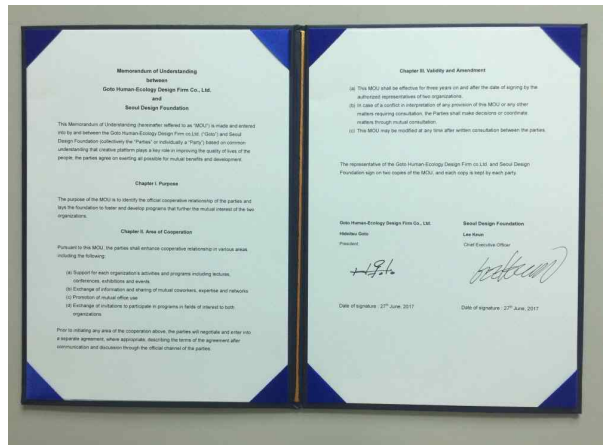 Memorandum of Understanding
between
Goto Human-Ecology Design Firm Co., Ltd.
and
Seoul Design Foundation
This Memorandum of Understanding (hereinafter reffered to as "MOU") is made and entered
into by and between the Goto Human-Ecology Design Firm co.Ltd. ("Goto") and Seoul
Design Foundation (collectively the "Parties" or individually a "Party") based on common
understanding that creative platform plays a key role in improving the quality of lives of the
people, the parties agree on exerting all possible for mutual benefits and development.
Chapter I. Purpose
The purpose of the MOU is to identify the official cooperative relationship of the parties and
lays the foundation to foster and develop programs that further the mutual interest of the two
organizations.
Chapter II. Area of Cooperation
Pursuant to this MOU, the parties shall enhance cooperative relationship in various areas
including the following:
(a) Support for each organization's activities and programs including lectures,
conferences, exhibitions and events
(b) Exchange of information and sharing of mutual coworkers, expertise and networks
(c) Promotion of mutual office use
(d) Exchange of invitations to participate in programs in fields of interest to both
organizations
Prior to initiating any area of the cooperation above, the parties will negotiate and enter into
a separate agreement, where appropriate, describing the terms of the agreement after
communication and discussion through the official channel of the parties.
Chapter III. Validity and Amendment
(a) This MOU shall be effective for three years on and after the date of signing by the
authorized representatives of two organizations.
(b) In case of a conflict in interpretation of any provision of this MOU or any other
matters requiring consultation, the Parties shall make decisions or coordinate
matters through mutual consultation.
(c) This MOU may be modified at any time after written consultation between the parties.
The representative of the Goto Human-Ecology Design Firm co.Ltd. and Seoul Design
Foundation sign on two copies of the MOU, and each copy is kept by each party.
Goto Human-Ecology Design Firm Co., Ltd.
Hidetsu Goto
President
Date of signature : 27th June, 2017
Seoul Design Foundation
Lee Keun
Chief Executive Officer
Date of signature : 27th June, 2017